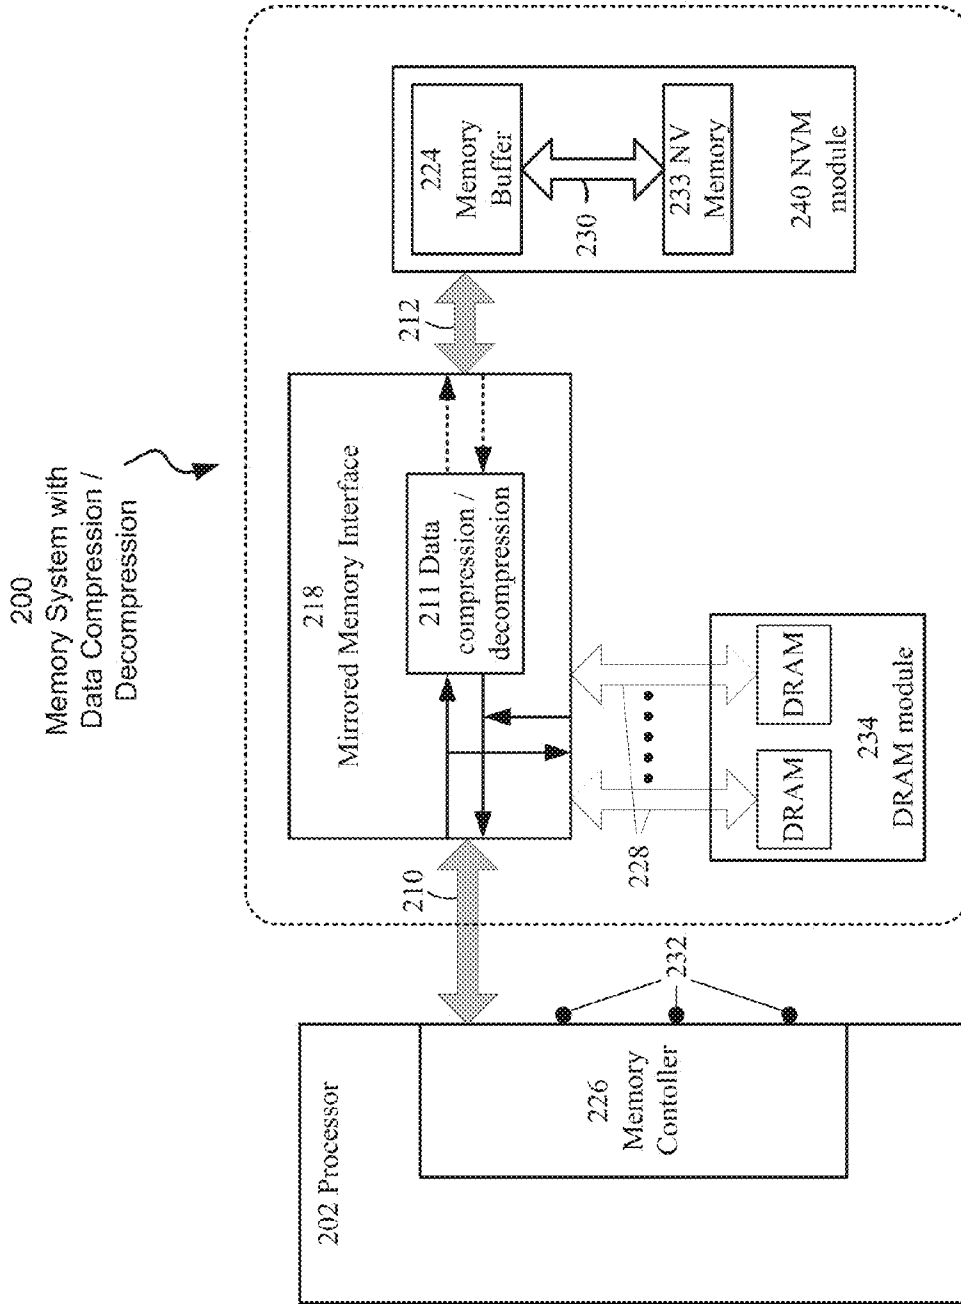 200
Memory System with
Data Compression /
Decompression
202 Processor
226
Memory
Contoller
232
210
218
Mirrored Memory Interface
211 Data
compression /
decompression
212
228
DRAM
DRAM
234
DRAM module
224
Memory
Buffer
230
233 NV
Memory
240 NVM
module